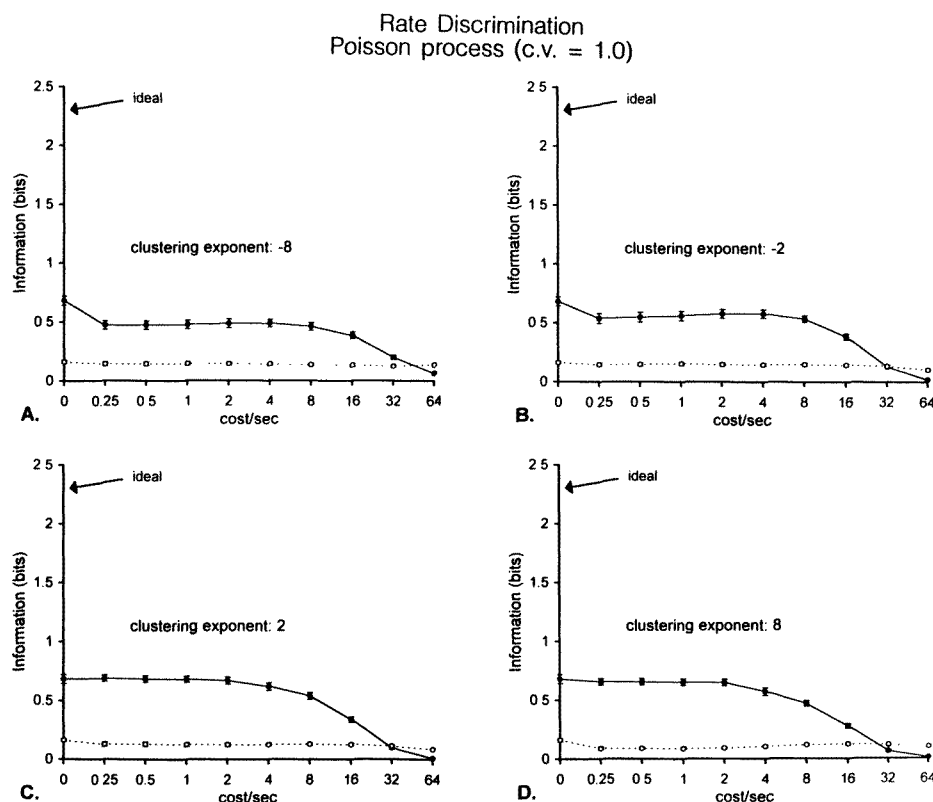 Rate Discrimination
Poisson process (c.v. = 1.0)
2 5
2
1 5
1
0 5
0
Information (bits)
ideal
clustering exponent: -8
0 0.25 0 5 1 2 4 8 16 32 64
cost/sec
A.
2 5
2
1 5
1
0 5
0
Information (bits)
ideal
clustering exponent: -2
0 0.25 0 5 1 2 4 8 16 32 64
cost/sec
B.
2 5
2
1.5
1
0.5
0
Information (bits)
ideal
clustering exponent: 2
0 0.25 0.5 1 2 4 8 16 32 64
cost/sec
C.
2 5
2
1.5
1
0.5
0
Information (bits)
ideal
clustering exponent: 8
0 0.25 0.5 1 2 4 8 16 32 64
cost/sec
D.